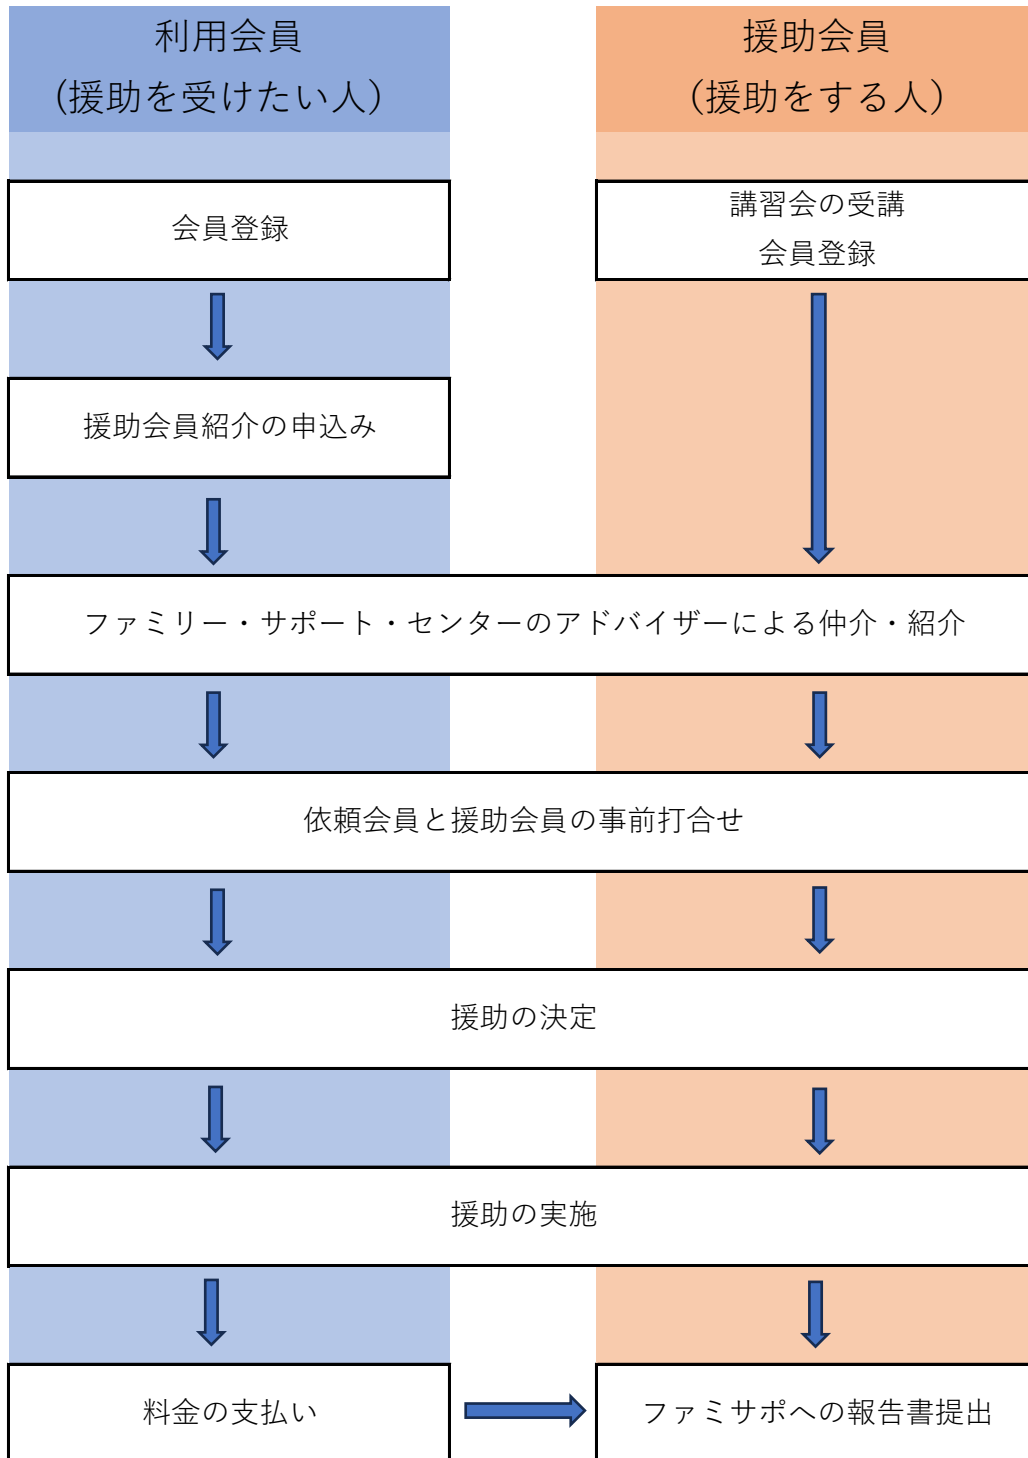 利用会員
(援助を受けたい人)
援助会員
(援助をする人)
会員登録
講習会の受講
会員登録
援助会員紹介の申込み
ファミリー・サポート・センターのアドバイザーによる仲介・紹介
依頼会員と援助会員の事前打合せ
援助の決定
援助の実施
料金の支払い
ファミサポへの報告書提出